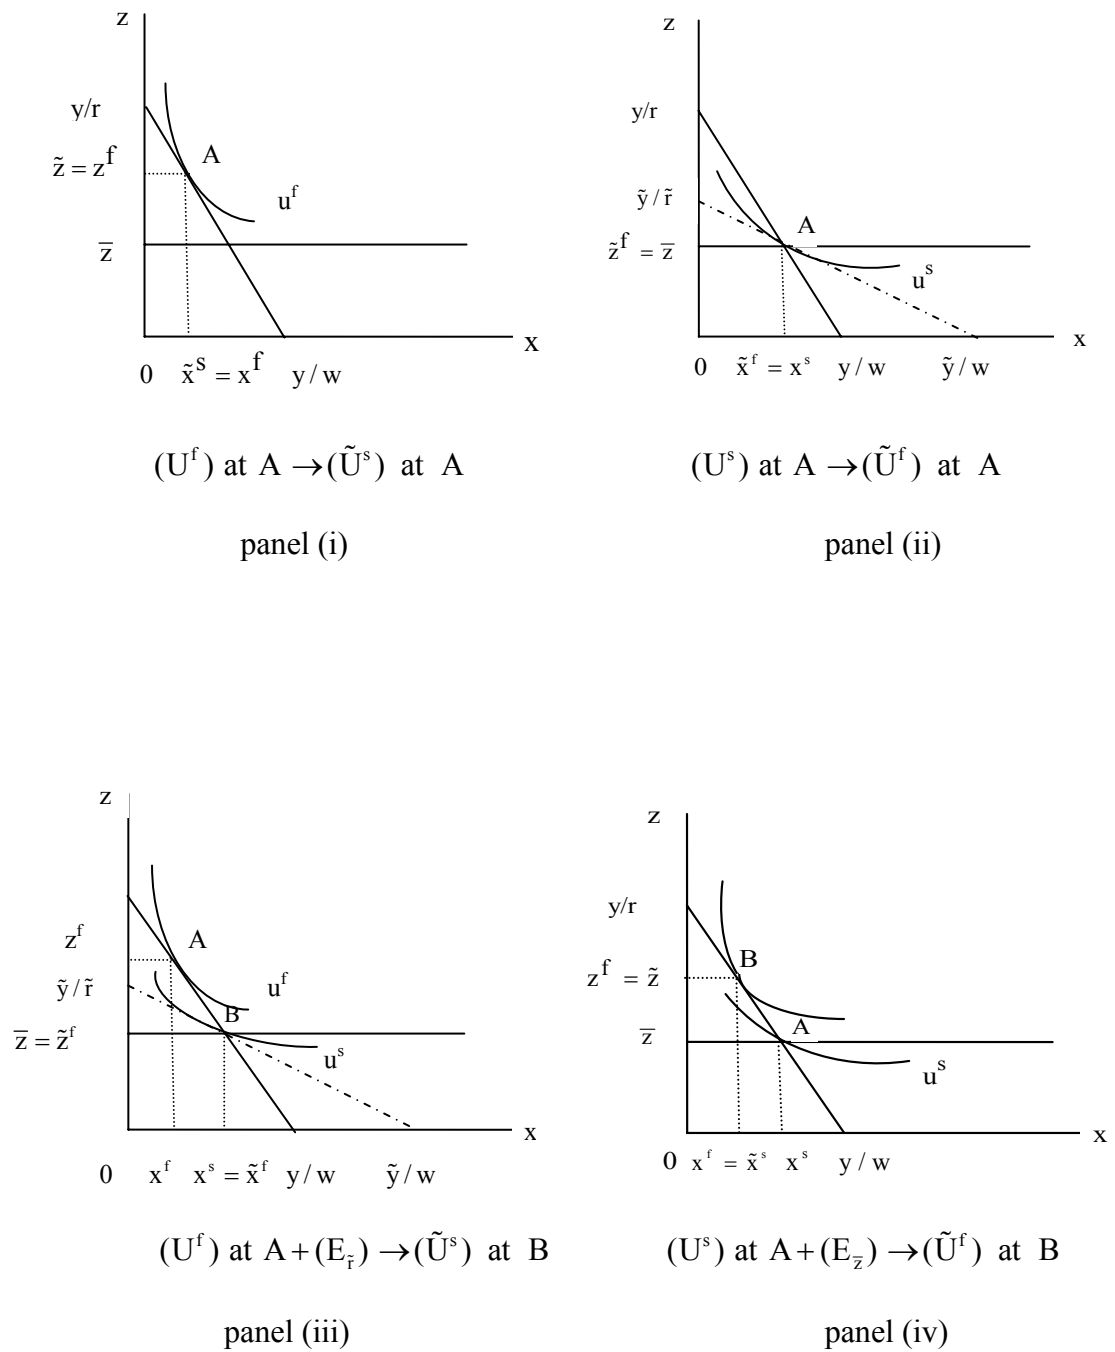 z
y/r
z̃ = z^f
A
u^f
z̄
x
0 x̃^s = x^f y/w
(U^f) at A → (Ũ^s) at A
panel (i)
z
y/r
ỹ/r̃
A
z̃^f = z̄
u^s
x
0 x̃^f = x^s y/w ỹ/w
(U^s) at A → (Ũ^f) at A
panel (ii)
z
z^f
A
ỹ/r̃
u^f
B
z̄ = z̃^f
u^s
x
0 x^f x^s = x̃^f y/w ỹ/w
(U^f) at A + (E_r̃) → (Ũ^s) at B
panel (iii)
z
y/r
B
z^f = z̃
A
z̄
u^s
x
0 x^f = x̃^s x^s y/w
(U^s) at A + (E_z̄) → (Ũ^f) at B
panel (iv)